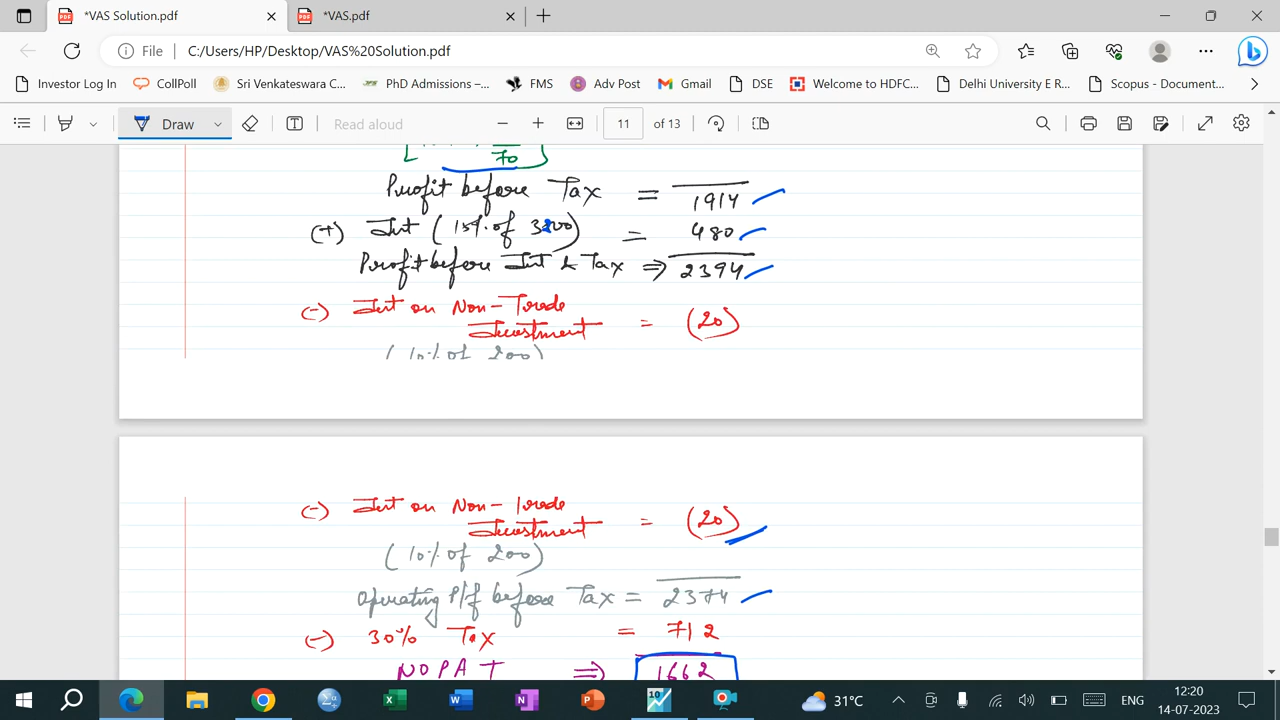 *VAS Solution.pdf
*VAS.pdf
File C:/Users/HP/Desktop/VAS%20Solution.pdf
Investor Log In CollPoll Sri Venkateswara C... PhD Admissions –... FMS Adv Post Gmail DSE Welcome to HDFC... Delhi University E R... Scopus - Document...
Draw Read aloud 11 of 13
70
Profit before Tax = 1914
(+) Int (15% of 3200) = 480
Profit before Int & Tax ⇒ 2394
(-) Int on Non-Trade
Investment = (20)
(10% of 200)
(-) Int on Non-Trade
Investment = (20)
(10% of 200)
Operating P/f before Tax = 2374
(-) 30% Tax = 712
NOPAT ⇒ 1662
31°C ENG 12:20
14-07-2023